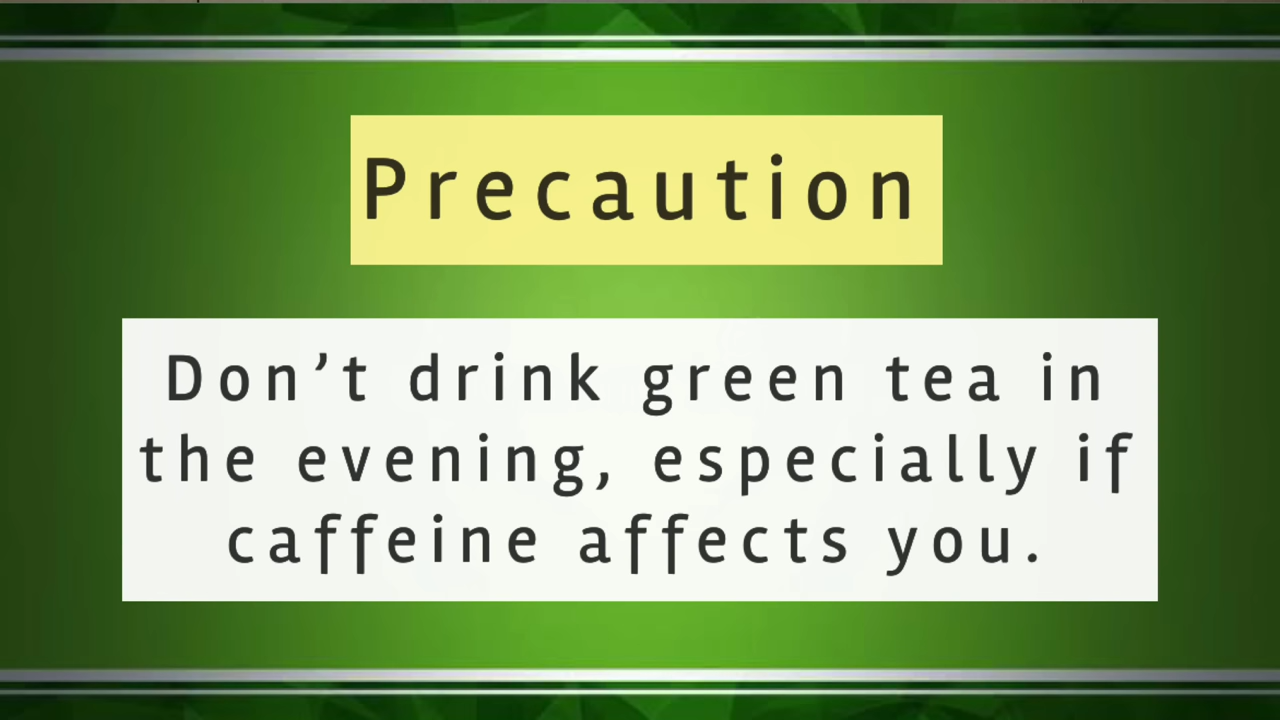 Precaution
Don’t drink green tea in
the evening, especially if
caffeine affects you.